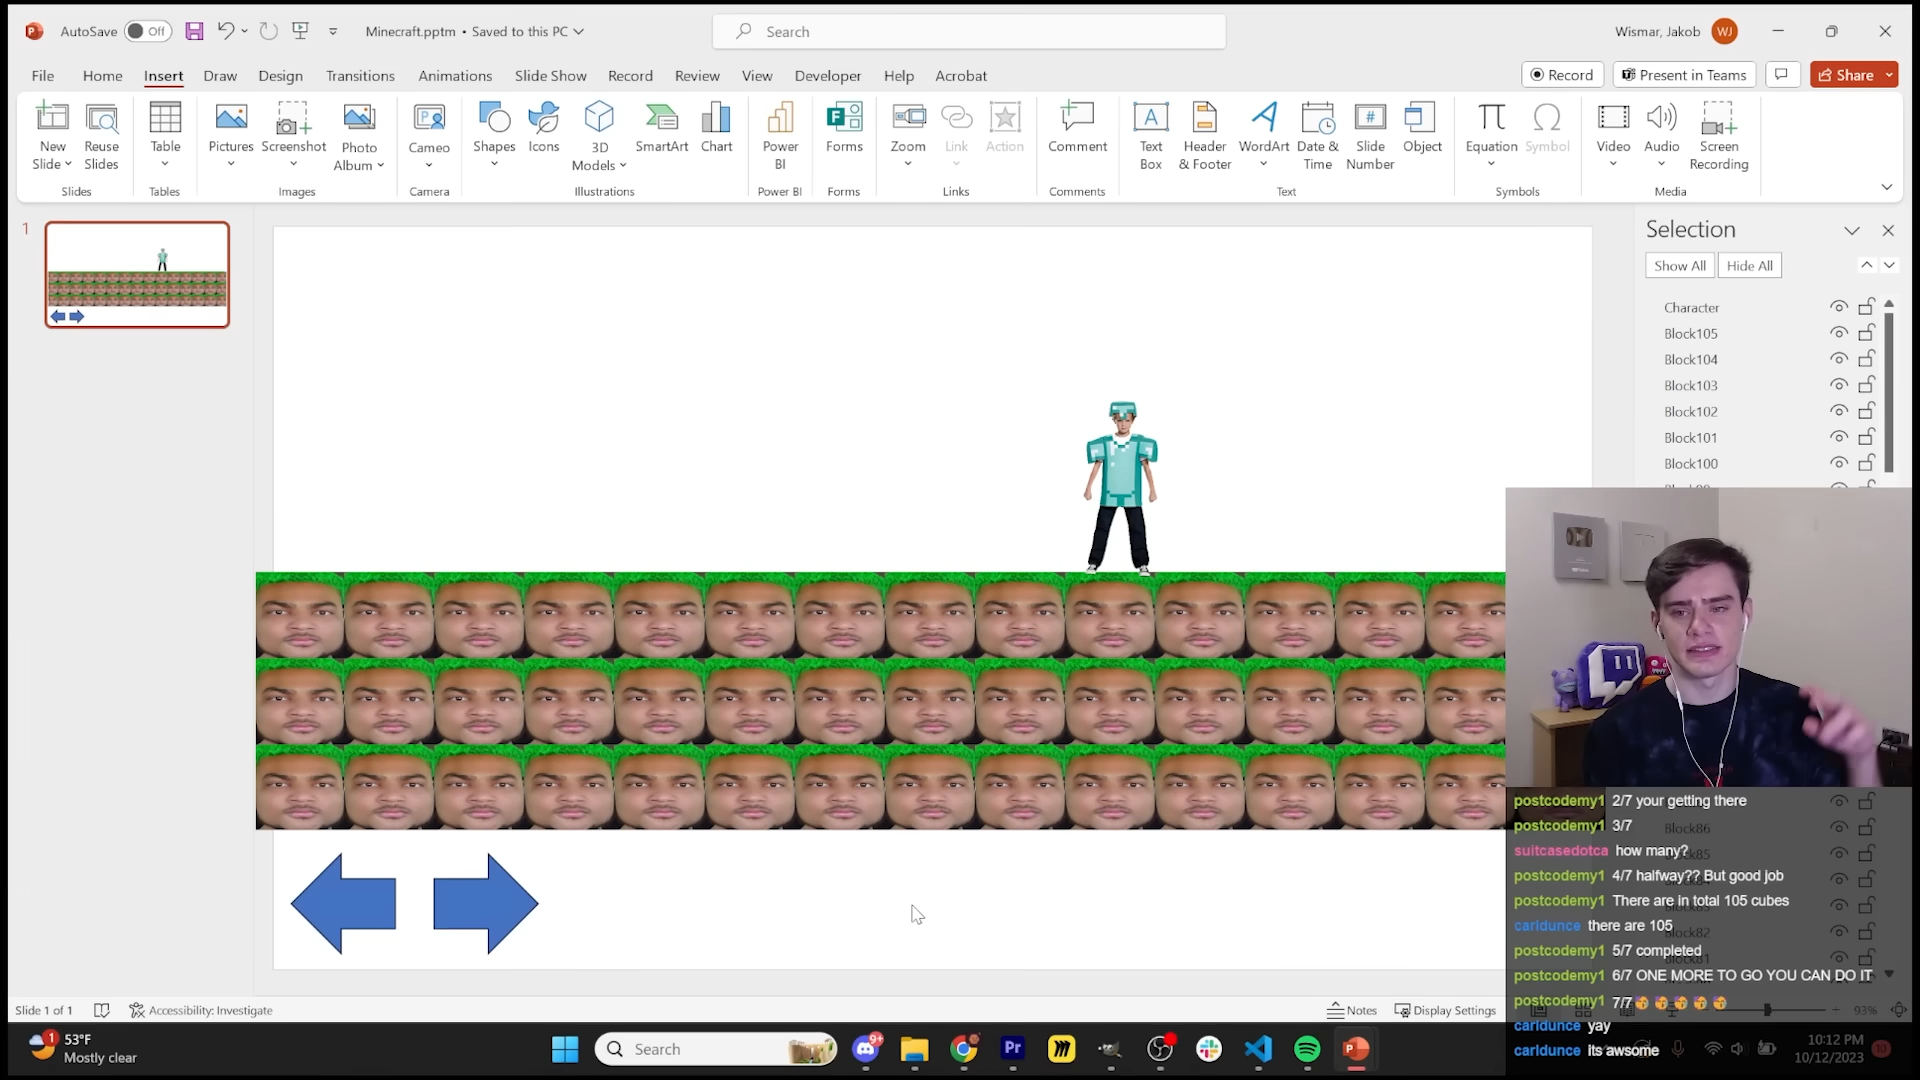 AutoSave Off Minecraft.pptm • Saved to this PC Search Wismar, Jakob WJ
File Home Insert Draw Design Transitions Animations Slide Show Record Review View Developer Help Acrobat Record Present in Teams Share
New Slide
Reuse Slides
Table
Pictures
Screenshot
Photo Album
Cameo
Shapes
Icons
3D Models
SmartArt
Chart
Power BI
Forms
Zoom
Link
Action
Comment
Text Box
Header & Footer
WordArt
Date & Time
Slide Number
Object
Equation
Symbol
Video
Audio
Screen Recording
Slides Tables Images Camera Illustrations Power BI Forms Links Comments Text Symbols Media
1
Selection
Show All Hide All
Character
Block105
Block104
Block103
Block102
Block101
Block100
postcodemy1 2/7 your getting there
postcodemy1 3/7
Block86
suitcasedotca how many?
Block85
postcodemy1 4/7 halfway?? But good job
postcodemy1 There are in total 105 cubes
carldunce there are 105
Block82
postcodemy1 5/7 completed
postcodemy1 6/7 ONE MORE TO GO YOU CAN DO IT
postcodemy1 7/7🥳 🥳 🥳 🥳 🥳
carldunce yay
carldunce Its awsome
Slide 1 of 1 Accessibility: Investigate Notes Display Settings 93%
1 53°F
Mostly clear
Search
9+
Pr
10:12 PM
10/12/2023
10